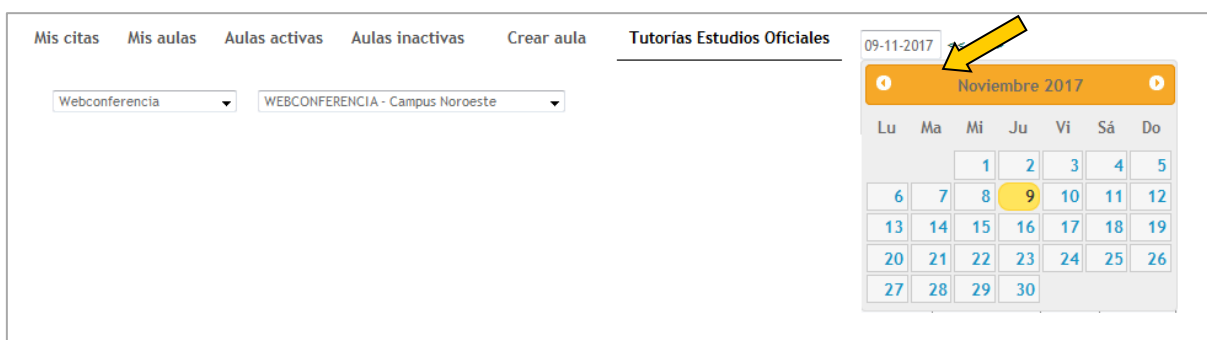 Mis citas Mis aulas Aulas activas Aulas inactivas Crear aula Tutorías Estudios Oficiales 09-11-2017
Webconferencia WEBCONFERENCIA - Campus Noroeste
Noviembre 2017
Lu Ma Mi Ju Vi Sá Do
1 2 3 4 5
6 7 8 9 10 11 12
13 14 15 16 17 18 19
20 21 22 23 24 25 26
27 28 29 30